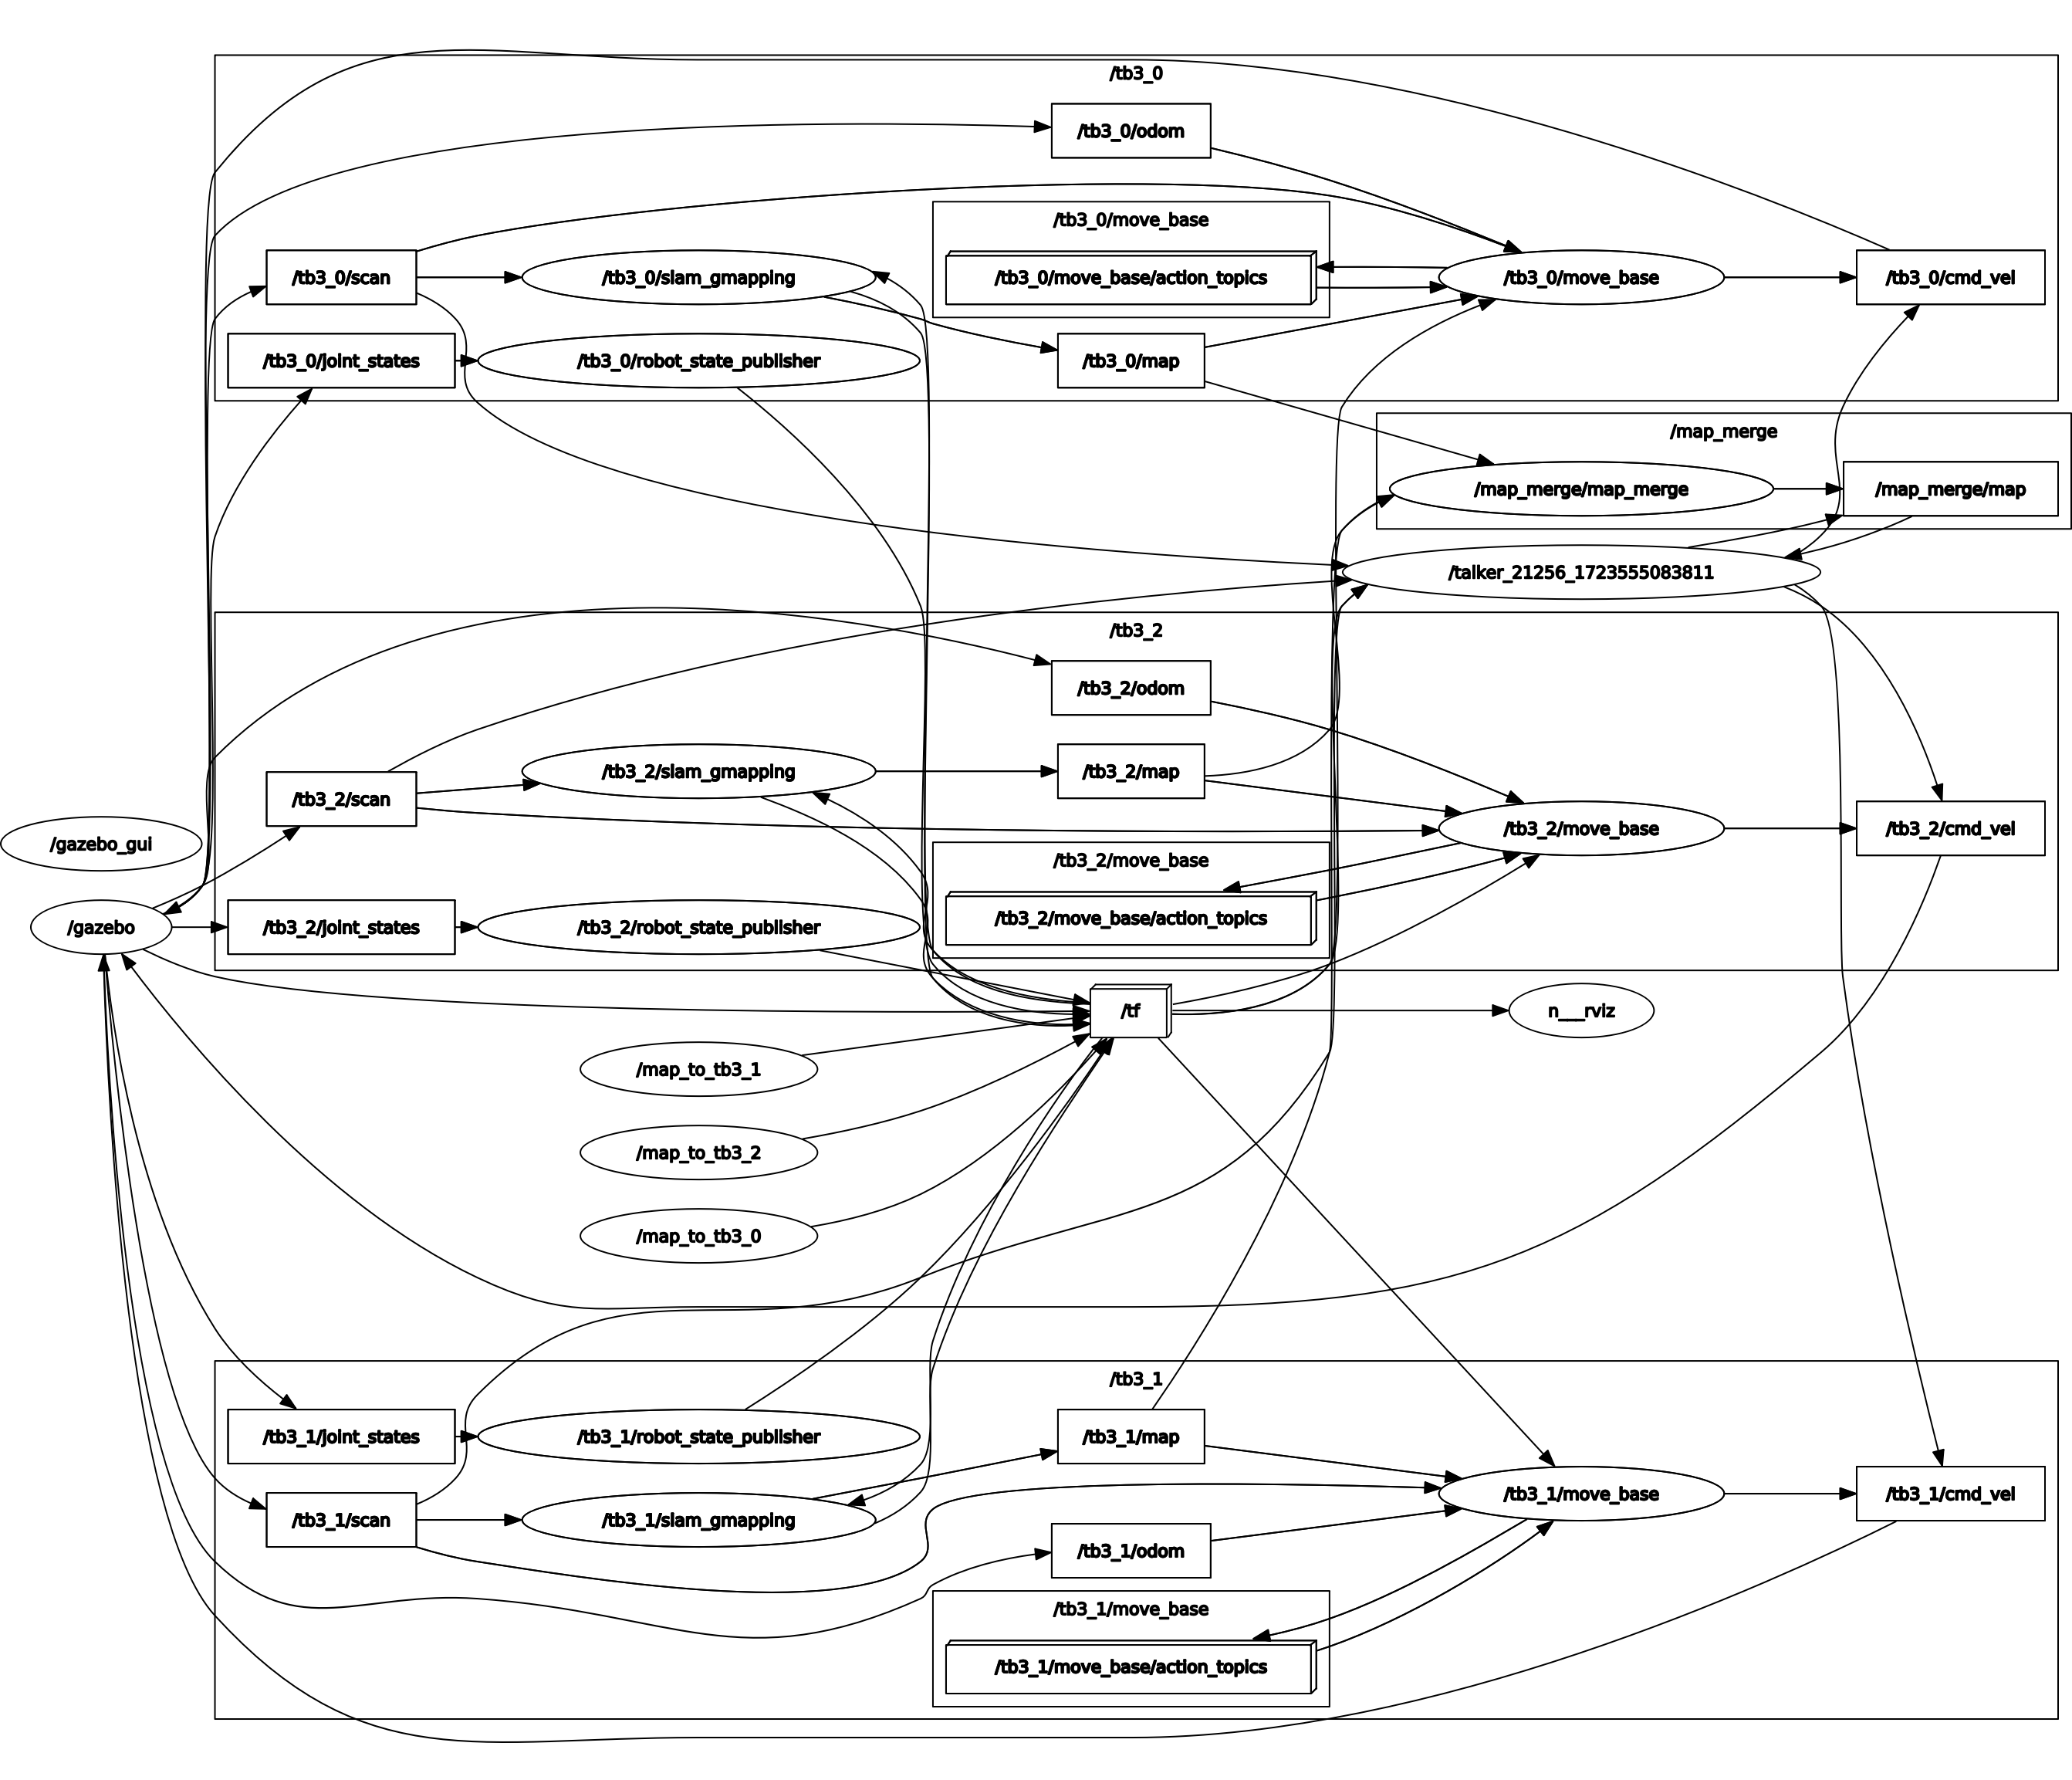 /tb3_0
/tb3_0/odom
/tb3_0/move_base
/tb3_0/scan
/tb3_0/slam_gmapping
/tb3_0/move_base/action_topics
/tb3_0/move_base
/tb3_0/cmd_vel
/tb3_0/joint_states
/tb3_0/robot_state_publisher
/tb3_0/map
/map_merge
/map_merge/map_merge
/map_merge/map
/talker_21256_1723555083811
/tb3_2
/tb3_2/odom
/tb3_2/slam_gmapping
/tb3_2/map
/tb3_2/scan
/tb3_2/move_base
/tb3_2/cmd_vel
/gazebo_gui
/tb3_2/move_base
/tb3_2/move_base/action_topics
/gazebo
/tb3_2/joint_states
/tb3_2/robot_state_publisher
/tf
n___rviz
/map_to_tb3_1
/map_to_tb3_2
/map_to_tb3_0
/tb3_1
/tb3_1/joint_states
/tb3_1/robot_state_publisher
/tb3_1/map
/tb3_1/move_base
/tb3_1/cmd_vel
/tb3_1/scan
/tb3_1/slam_gmapping
/tb3_1/odom
/tb3_1/move_base
/tb3_1/move_base/action_topics